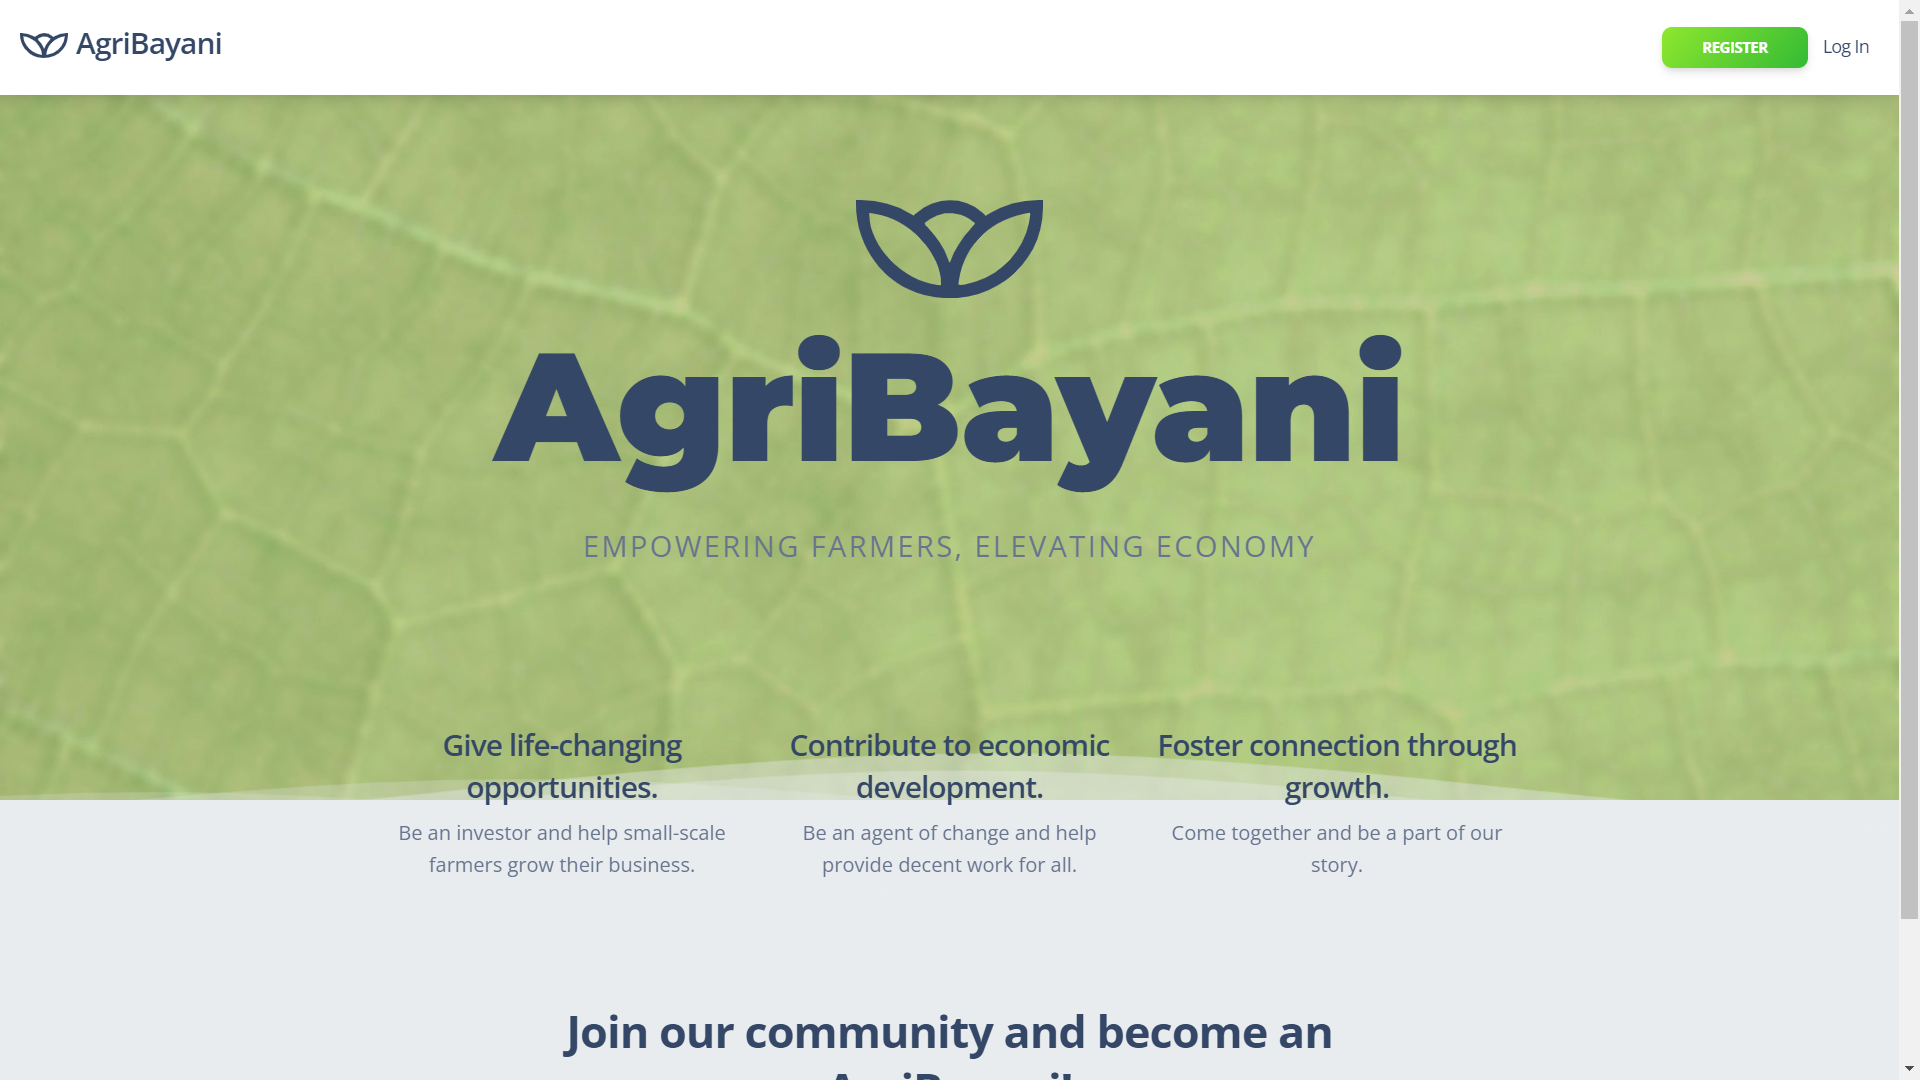 AgriBayani
REGISTER
Log In
AgriBayani
EMPOWERING FARMERS, ELEVATING ECONOMY
Give life-changing
opportunities.
Be an investor and help small-scale
farmers grow their business.
Contribute to economic
development.
Be an agent of change and help
provide decent work for all.
Foster connection through
growth.
Come together and be a part of our
story.
Join our community and become an